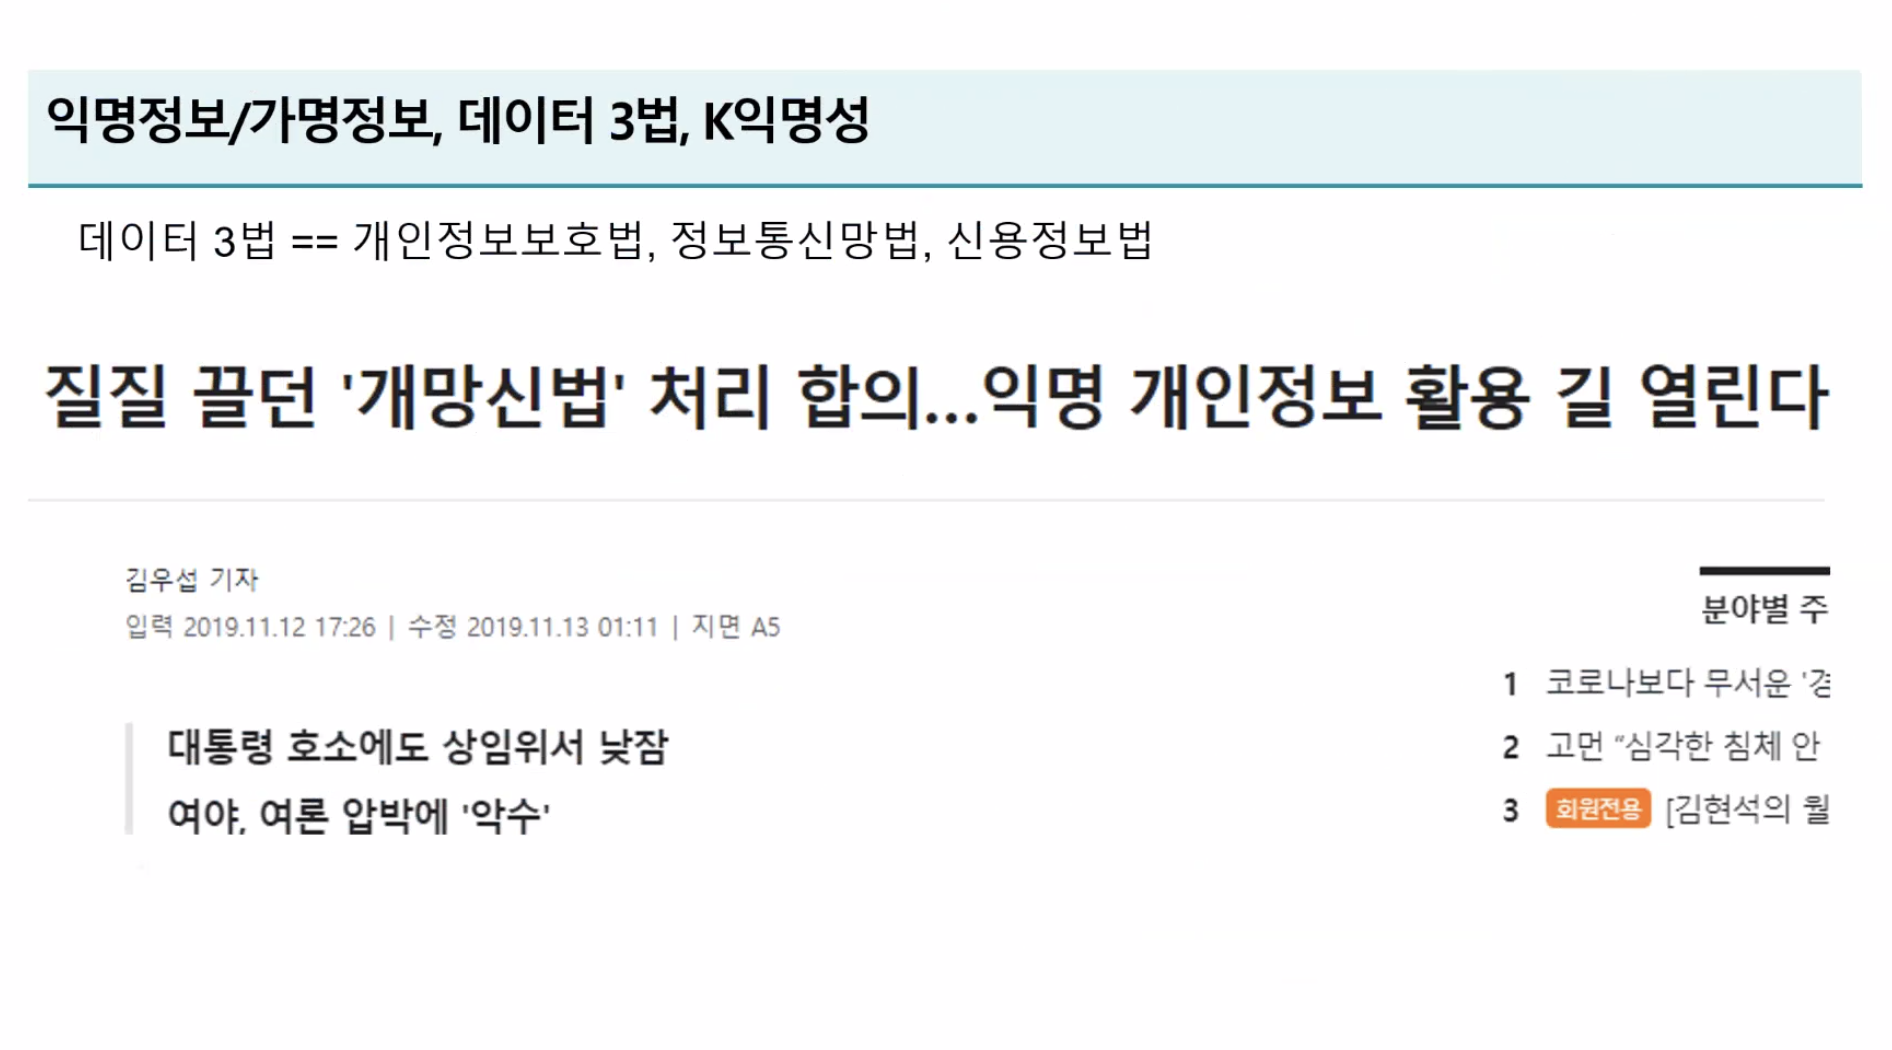 익명정보/가명정보, 데이터 3법, K익명성
데이터 3법 == 개인정보보호법, 정보통신망법, 신용정보법
질질 끌던 '개망신법' 처리 합의...익명 개인정보 활용 길 열린다
김우섭 기자
입력 2019.11.12 17:26 | 수정 2019.11.13 01:11 | 지면 A5
대통령 호소에도 상임위서 낮잠
여야, 여론 압박에 '악수'
분야별 주
1 코로나보다 무서운 '경
2 고먼 “심각한 침체 안
3 회원전용 [김현석의 월